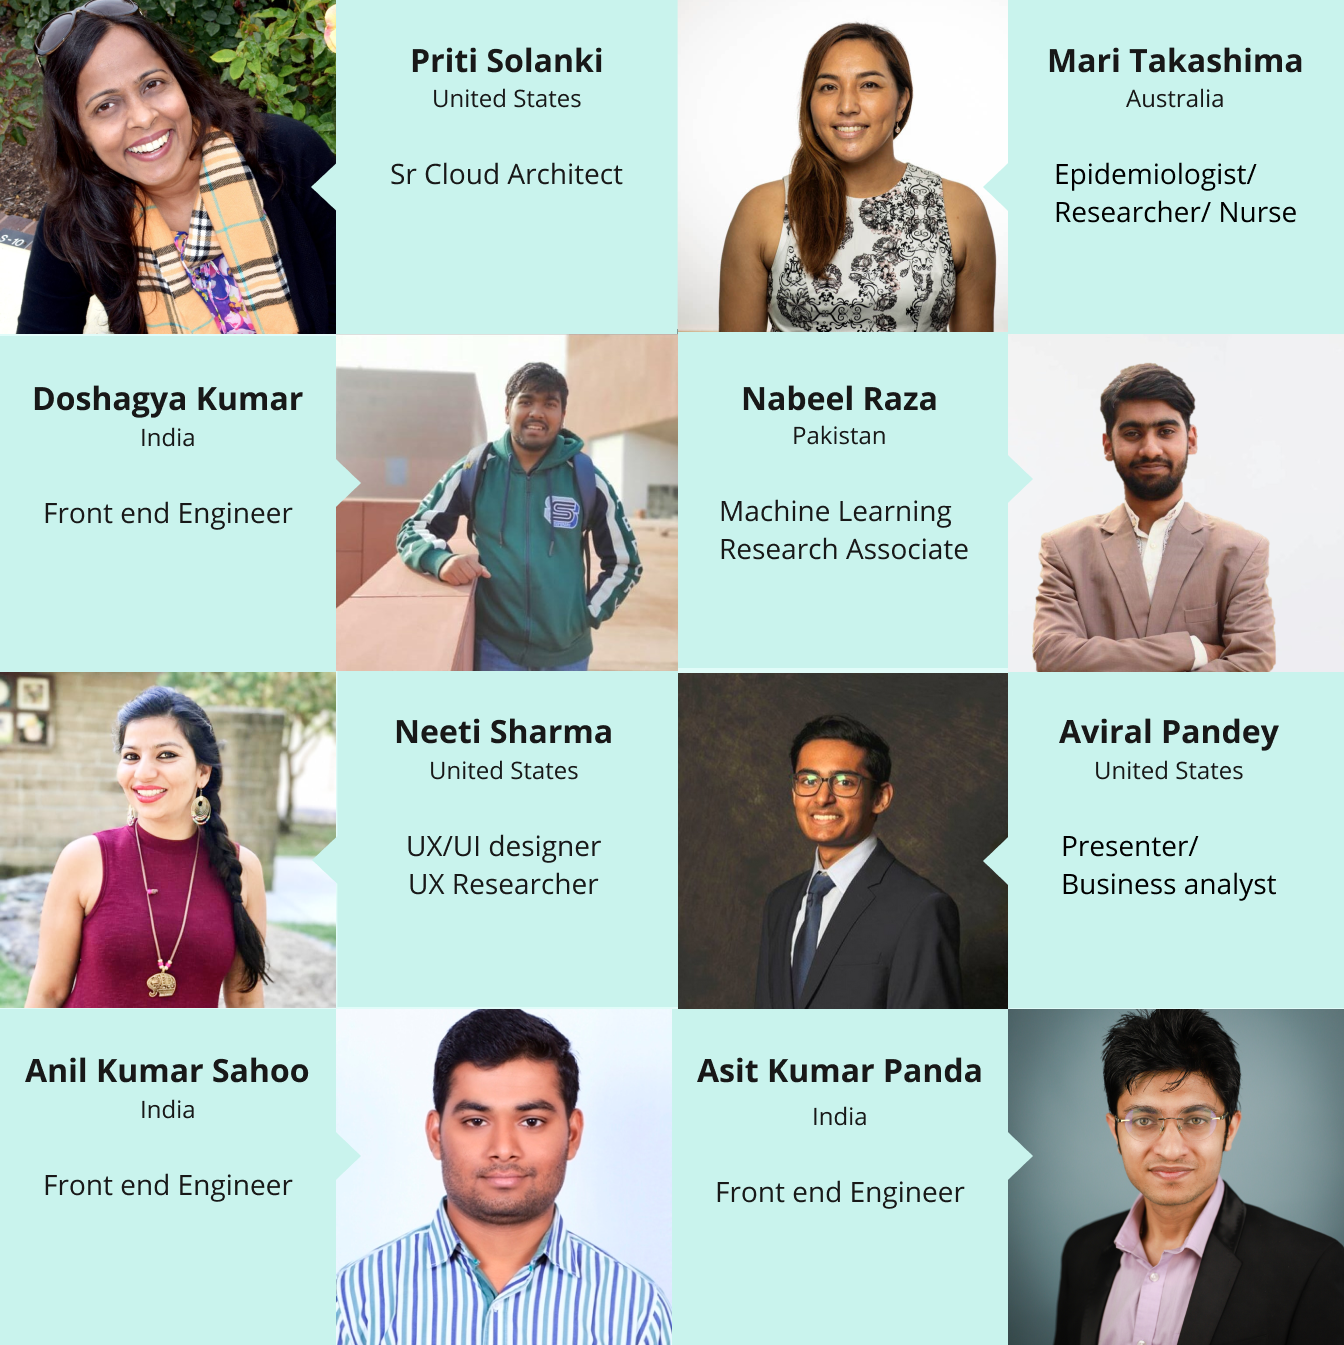 Priti Solanki
United States
Sr Cloud Architect
Mari Takashima
Australia
Epidemiologist/
Researcher/ Nurse
S-10
Doshagya Kumar
India
Front end Engineer
Nabeel Raza
Pakistan
Machine Learning
Research Associate
Neeti Sharma
United States
UX/UI designer
UX Researcher
Aviral Pandey
United States
Presenter/
Business analyst
Anil Kumar Sahoo
India
Front end Engineer
Asit Kumar Panda
India
Front end Engineer